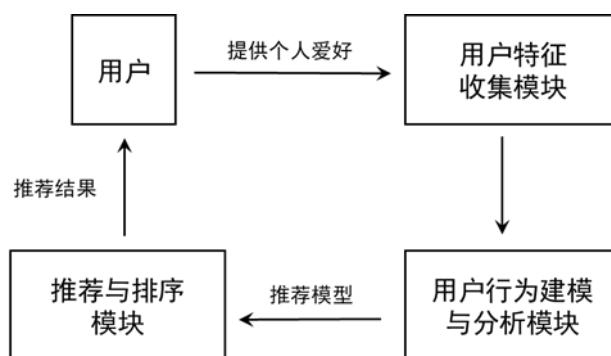 用户
提供个人爱好
用户特征
收集模块
推荐结果
推荐与排序
模块
推荐模型
用户行为建模
与分析模块